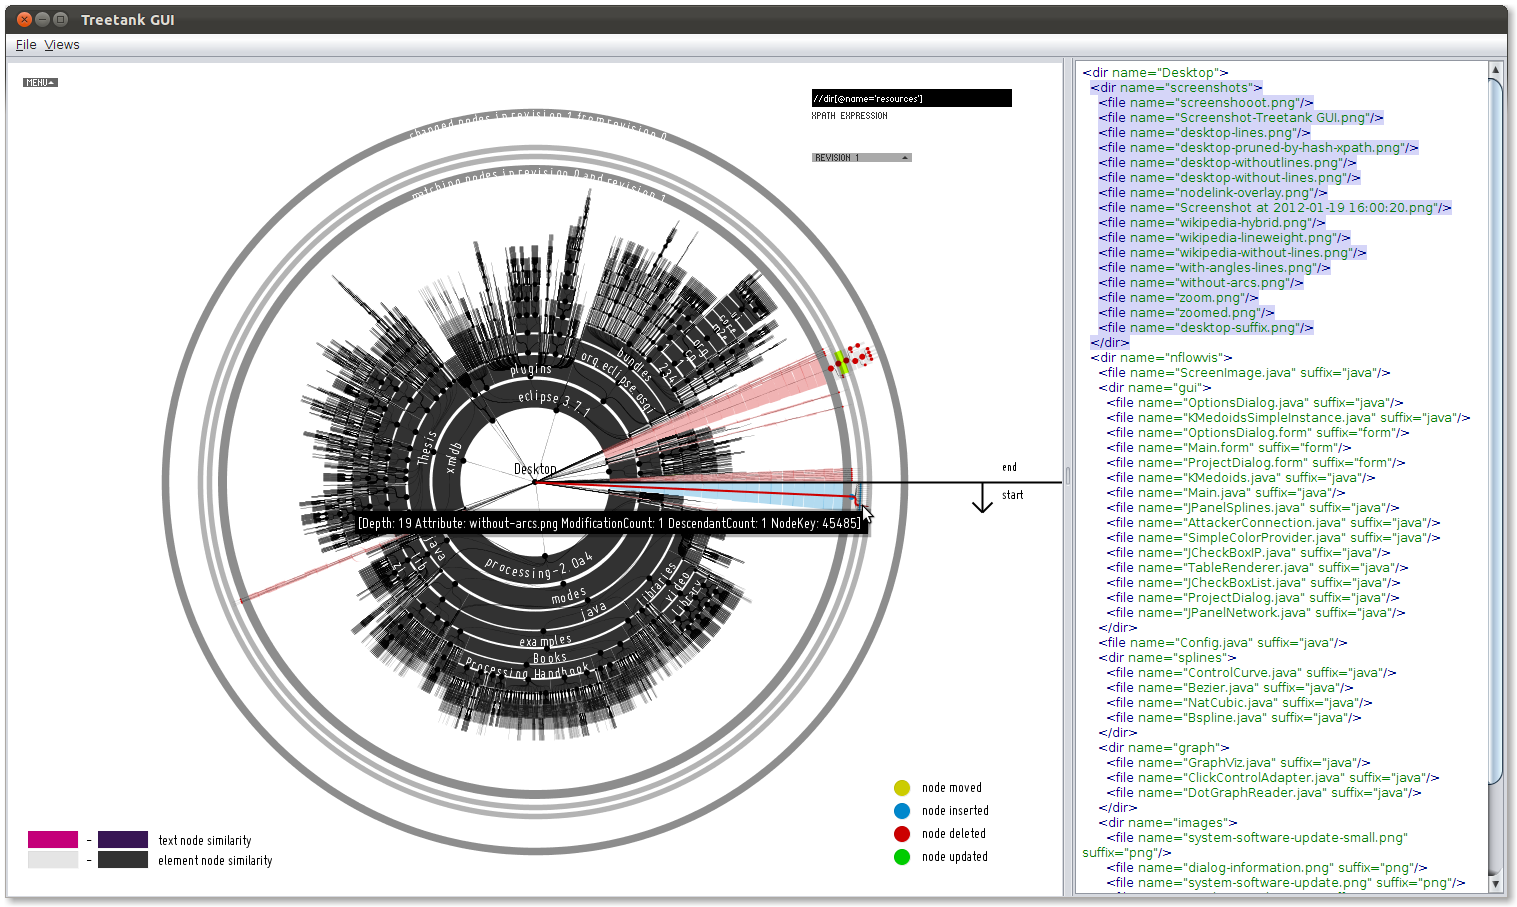 Treetank GUI
File Views
MENU
//dir[@name='resources']
XPATH EXPRESSION
REVISION 1
changed nodes in revision 1 from revision 0
matching nodes in revision 0 and revision 1
plugins
eclipse 3.7.1
bundles
org.eclipse.osgi
234
1
cp
org
m2e
core
Thesis
xmldb
Desktop
end
start
[Depth: 19 Attribute: without-arcs.png ModificationCount: 1 DescendantCount: 1 NodeKey: 45485]
java
processing-2.0a4
modes
java
libraries
video
library
examples
Books
Processing Handbook
node moved
node inserted
node deleted
node updated
- text node similarity
- element node similarity
<dir name="Desktop">
<dir name="screenshots">
<file name="screenshooot.png"/>
<file name="Screenshot-Treetank GUI.png"/>
<file name="desktop-lines.png"/>
<file name="desktop-pruned-by-hash-xpath.png"/>
<file name="desktop-withoutlines.png"/>
<file name="desktop-without-lines.png"/>
<file name="nodelink-overlay.png"/>
<file name="Screenshot at 2012-01-19 16:00:20.png"/>
<file name="wikipedia-hybrid.png"/>
<file name="wikipedia-lineweight.png"/>
<file name="wikipedia-without-lines.png"/>
<file name="with-angles-lines.png"/>
<file name="without-arcs.png"/>
<file name="zoom.png"/>
<file name="zoomed.png"/>
<file name="desktop-suffix.png"/>
</dir>
<dir name="nflowvis">
<file name="ScreenImage.java" suffix="java"/>
<dir name="gui">
<file name="OptionsDialog.java" suffix="java"/>
<file name="KMedoidsSimpleInstance.java" suffix="java"/>
<file name="OptionsDialog.form" suffix="form"/>
<file name="Main.form" suffix="form"/>
<file name="ProjectDialog.form" suffix="form"/>
<file name="KMedoids.java" suffix="java"/>
<file name="Main.java" suffix="java"/>
<file name="JPanelSplines.java" suffix="java"/>
<file name="AttackerConnection.java" suffix="java"/>
<file name="SimpleColorProvider.java" suffix="java"/>
<file name="JCheckBoxIP.java" suffix="java"/>
<file name="TableRenderer.java" suffix="java"/>
<file name="JCheckBoxList.java" suffix="java"/>
<file name="ProjectDialog.java" suffix="java"/>
<file name="JPanelNetwork.java" suffix="java"/>
</dir>
<file name="Config.java" suffix="java"/>
<dir name="splines">
<file name="ControlCurve.java" suffix="java"/>
<file name="Bezier.java" suffix="java"/>
<file name="NatCubic.java" suffix="java"/>
<file name="Bspline.java" suffix="java"/>
</dir>
<dir name="graph">
<file name="GraphViz.java" suffix="java"/>
<file name="ClickControlAdapter.java" suffix="java"/>
<file name="DotGraphReader.java" suffix="java"/>
</dir>
<dir name="images">
<file name="system-software-update-small.png"
suffix="png"/>
<file name="dialog-information.png" suffix="png"/>
<file name="system-software-update.png" suffix="png"/>